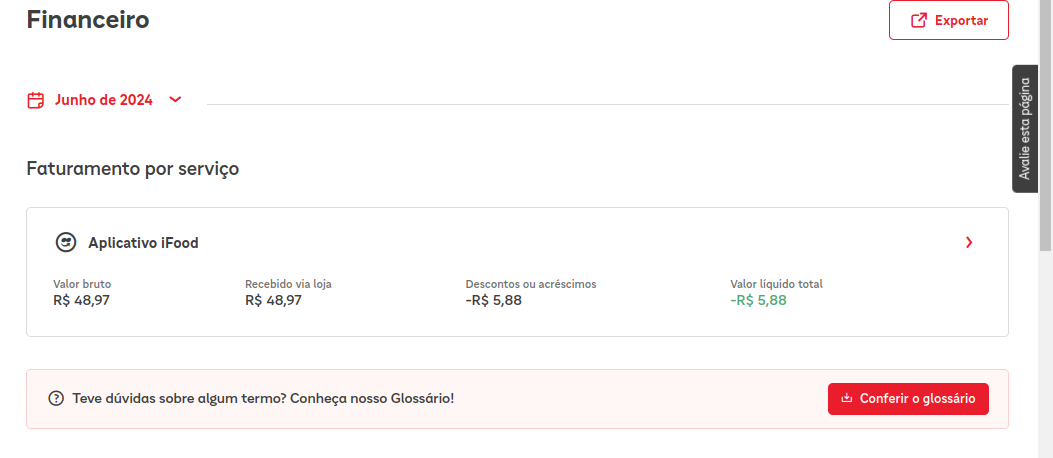 Financeiro
Exportar
Junho de 2024
Avalie esta página
Faturamento por serviço
Aplicativo iFood
Valor bruto Recebido via loja Descontos ou acréscimos Valor líquido total
R$ 48,97 R$ 48,97 -R$ 5,88 -R$ 5,88
Teve dúvidas sobre algum termo? Conheça nosso Glossário! Conferir o glossário